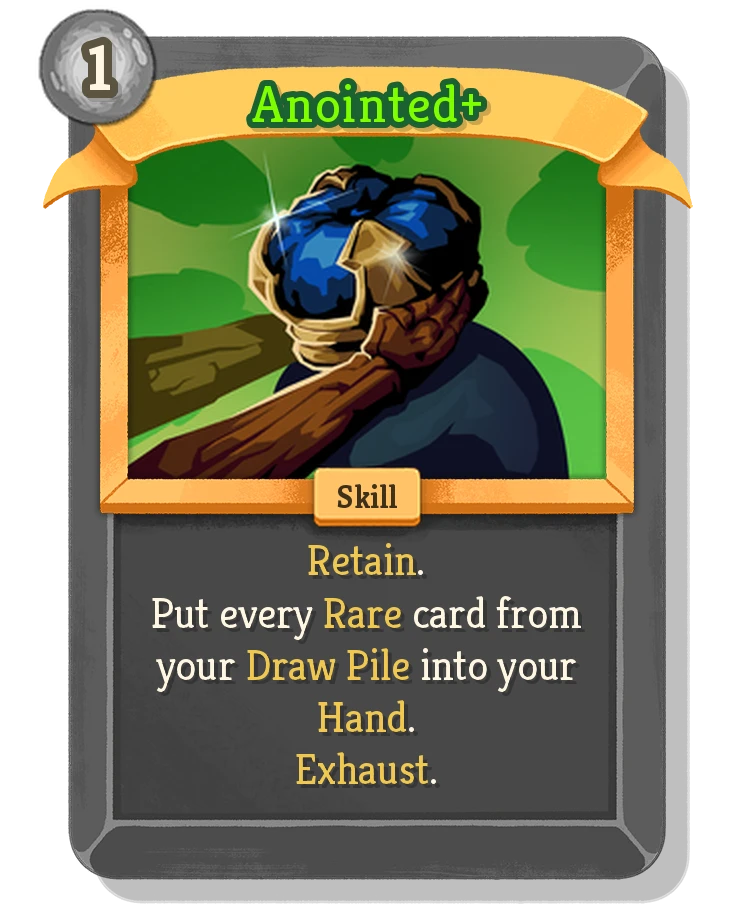 1
Anointed+
Skill
Retain.
Put every Rare card from
your Draw Pile into your
Hand.
Exhaust.